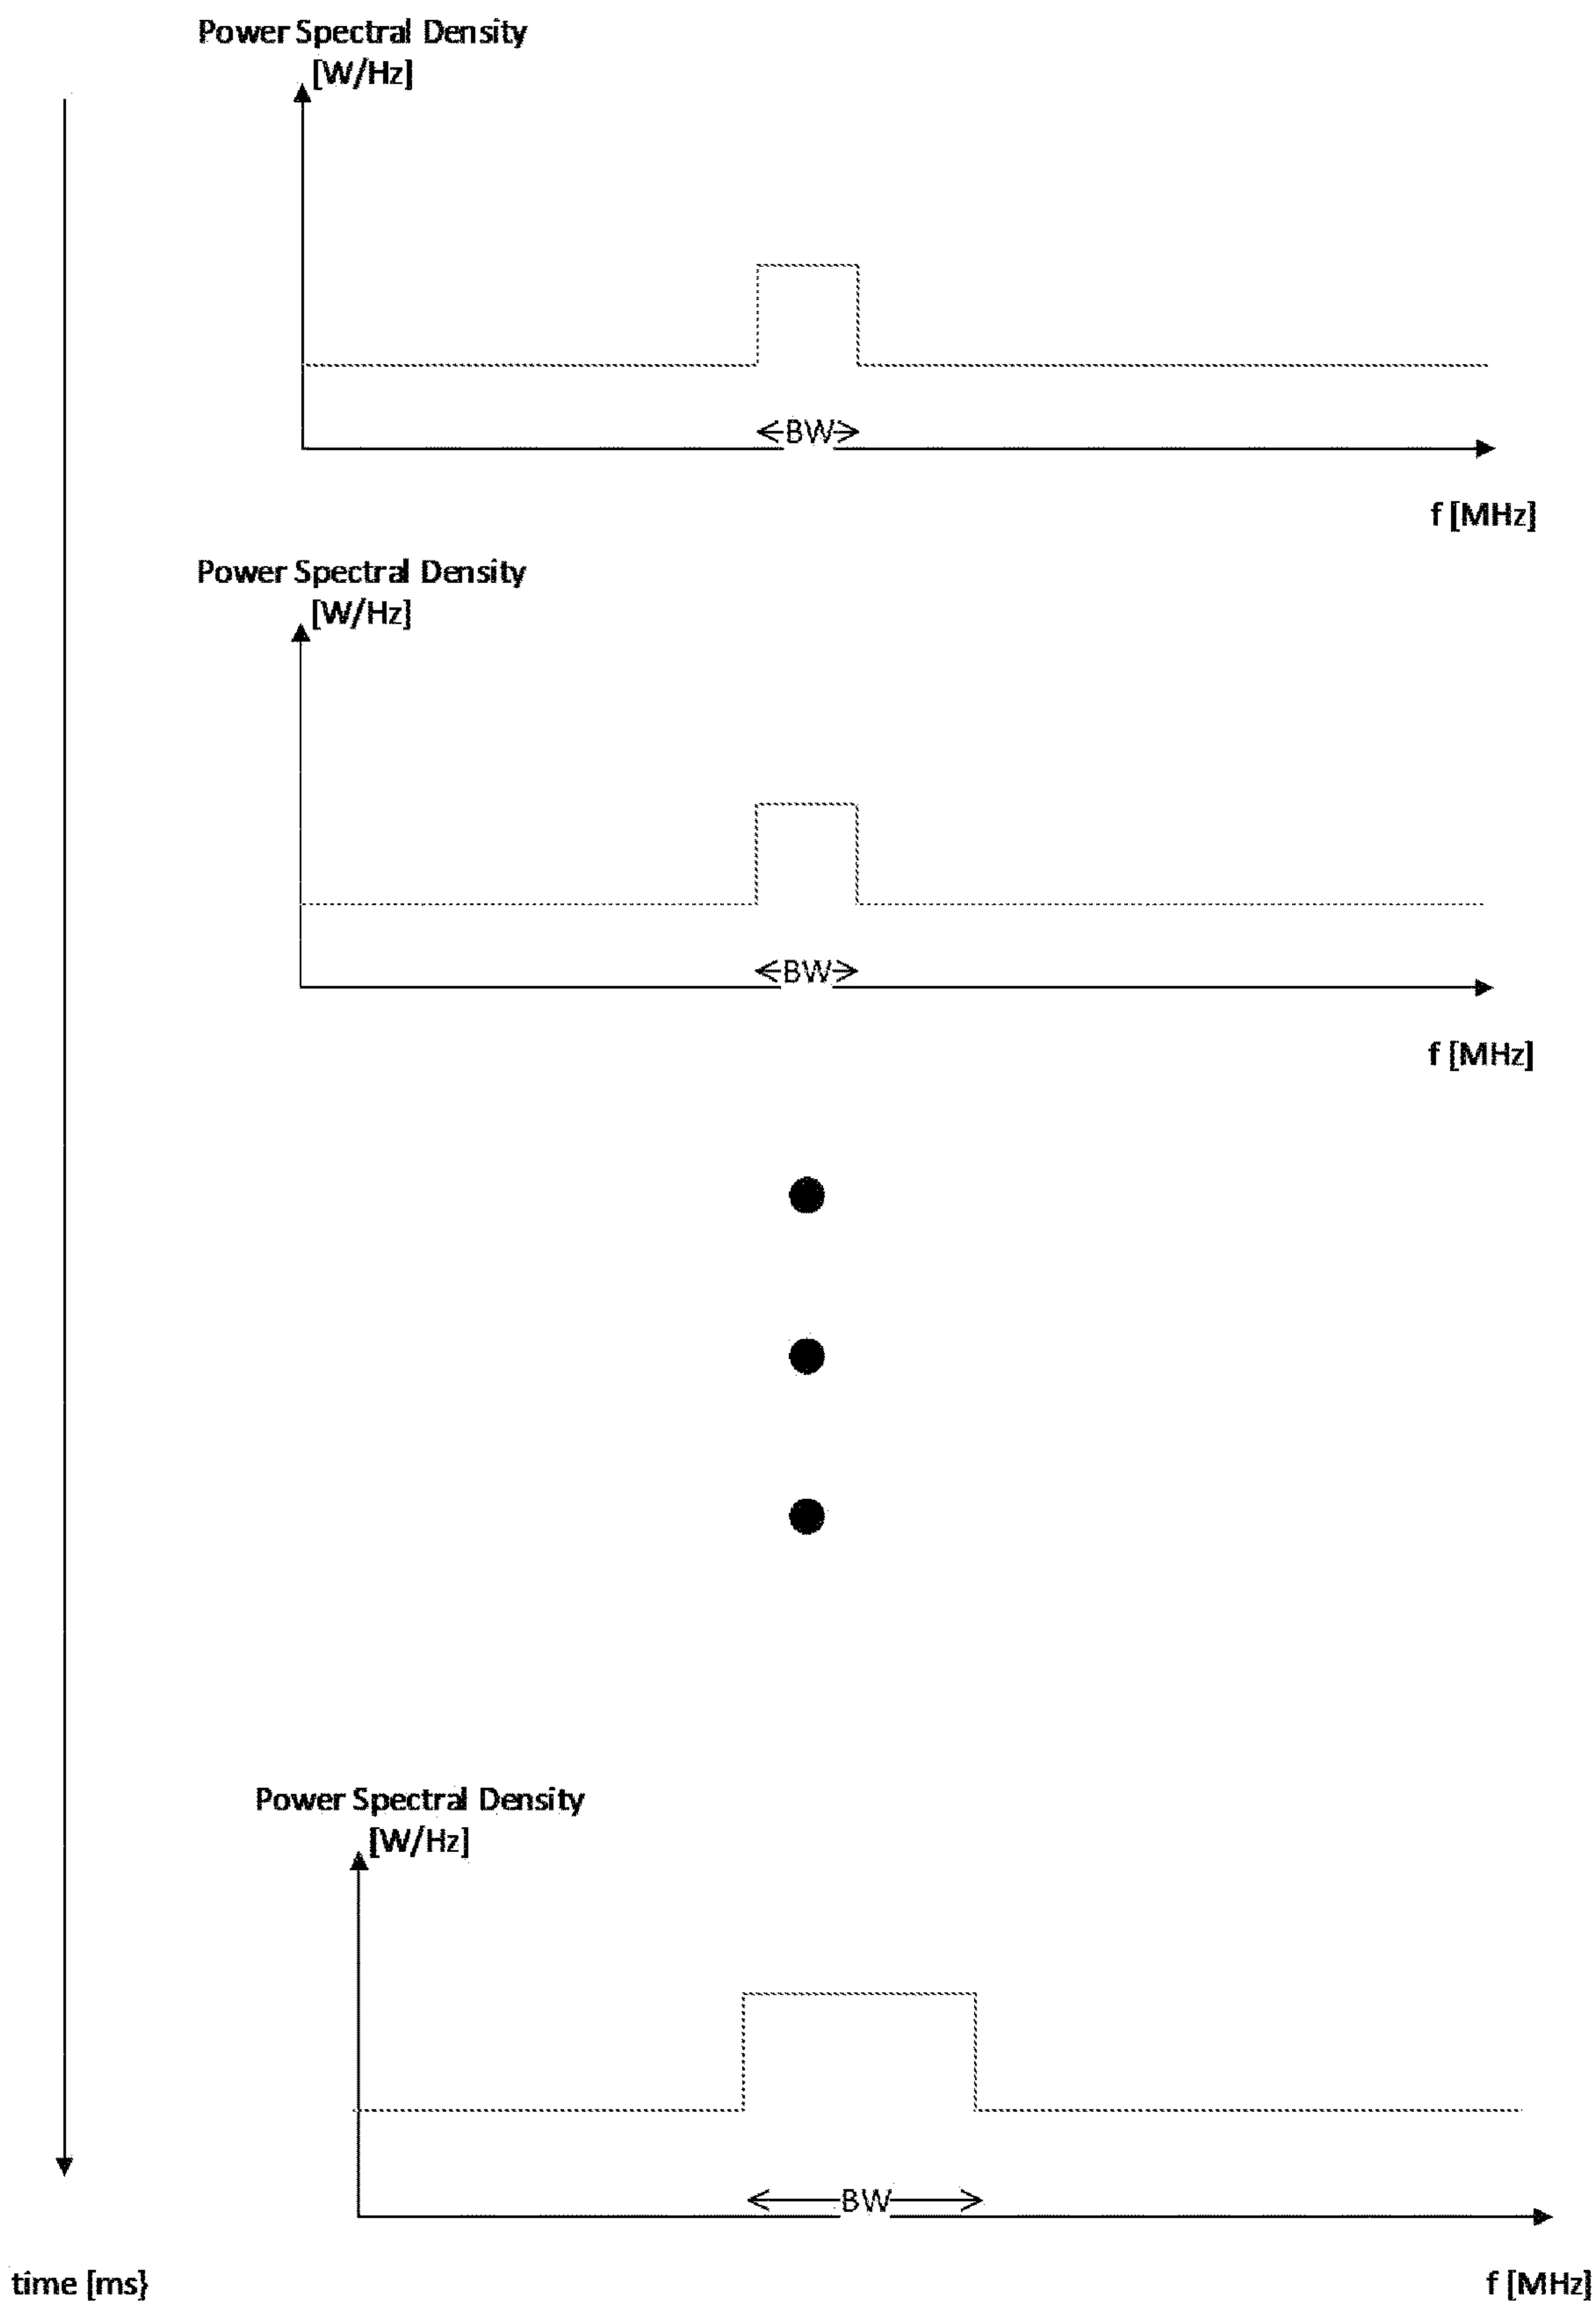 Power Spectral Density
[W/Hz]
BW
f [MHz]
Power Spectral Density
[W/Hz]
BW
f [MHz]
Power Spectral Density
[W/Hz]
BW
time [ms}
f [MHz]